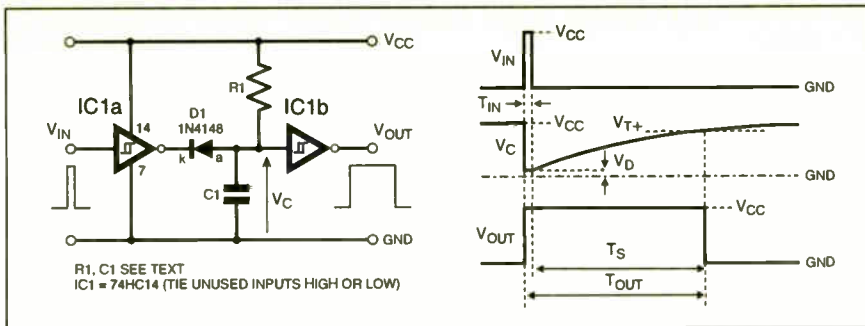 VCC
R1
IC1a
D1
1N4148
IC1b
14
VIN
VOUT
k
a
7
C1
VC
GND
R1, C1 SEE TEXT
IC1 = 74HC14 (TIE UNUSED INPUTS HIGH OR LOW)
VCC
VIN
GND
TIN
VCC
VT+
VC
VD
GND
VCC
VOUT
GND
TS
TOUT